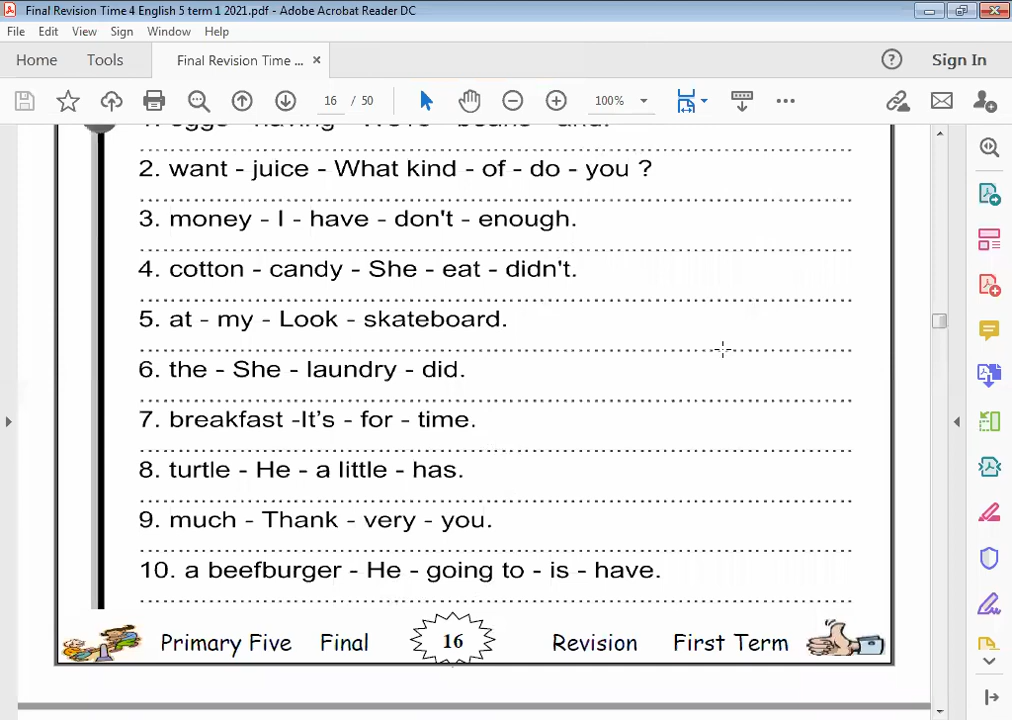 Final Revision Time 4 English 5 term 1 2021.pdf - Adobe Acrobat Reader DC
File Edit View Sign Window Help
Home Tools Final Revision Time ... × Sign In
16 / 50 100%
2. want - juice - What kind - of - do - you ?
3. money - I - have - don't - enough.
4. cotton - candy - She - eat - didn't.
5. at - my - Look - skateboard.
6. the - She - laundry - did.
7. breakfast -It's - for - time.
8. turtle - He - a little - has.
9. much - Thank - very - you.
10. a beefburger - He - going to - is - have.
Primary Five Final 16 Revision First Term